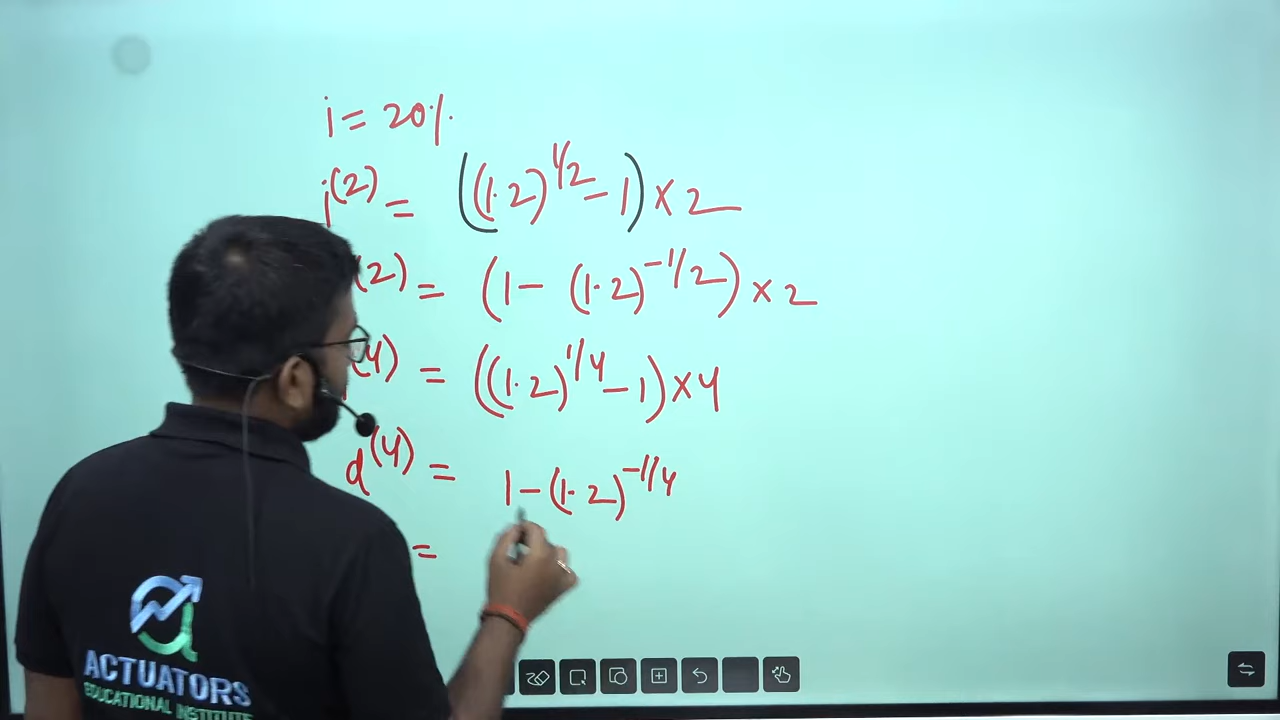 i = 20%
i^(2) = ((1.2)^1/2 - 1) × 2
(2) = (1 - (1.2)^-1/2) × 2
(4) = ((1.2)^1/4 - 1) × 4
d^(4) = 1 - (1.2)^-1/4
=
ACTUATORS
EDUCATIONAL INSTITUTE